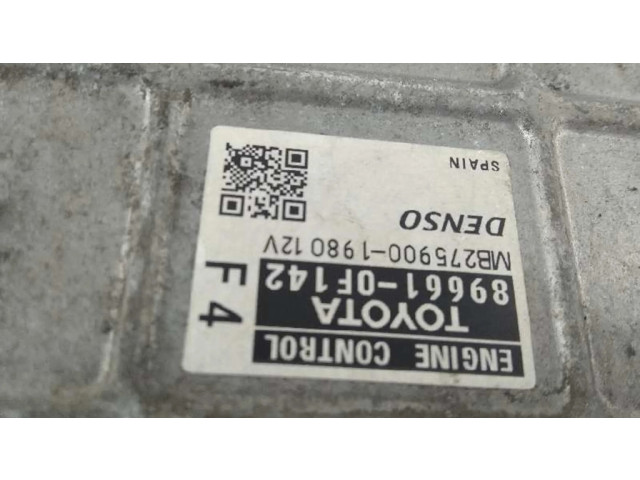 ENGINE CONTROL
TOYOTA F4
89661-0F142
MB275900-1980 12V
DENSO
SPAIN